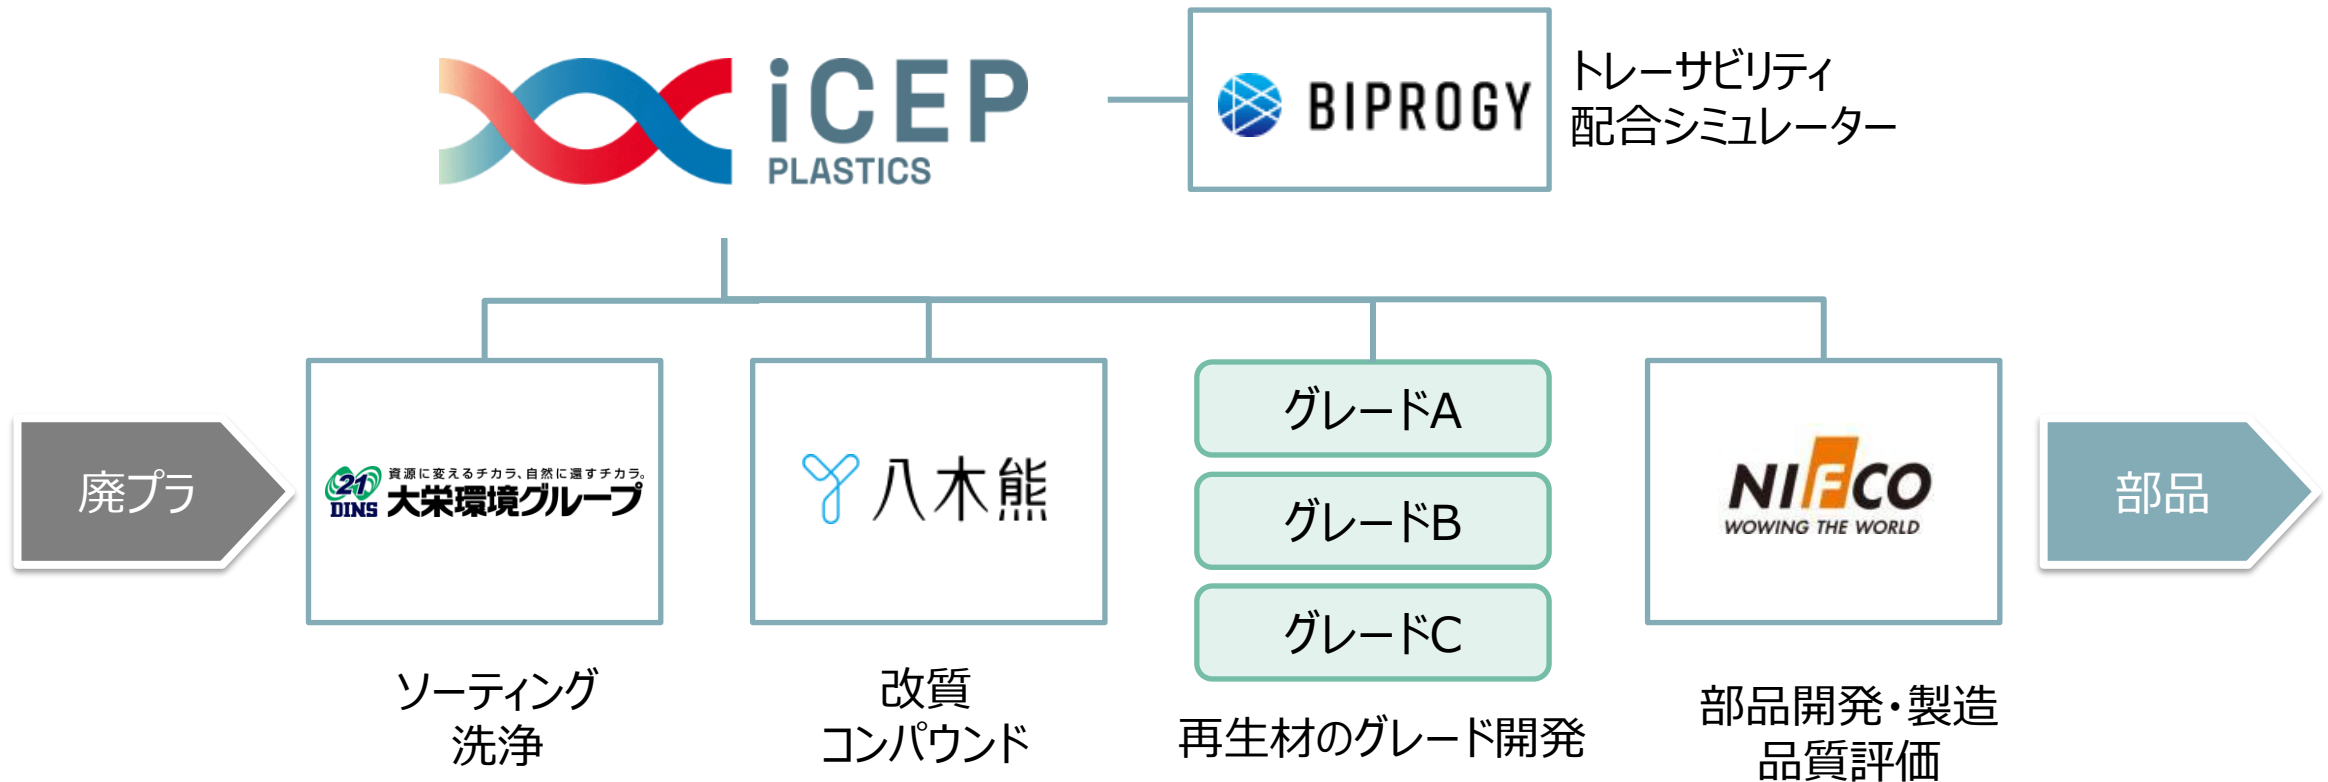 iCEP
PLASTICS
BIPROGY
トレーサビリティ
配合シミュレーター
廃プラ
21
DINS
資源に変えるチカラ、自然に還すチカラ。
大栄環境グループ
ソーティング
洗浄
八木熊
改質
コンパウンド
グレードA
グレードB
グレードC
再生材のグレード開発
NIFCO
WOWING THE WORLD
部品開発・製造
品質評価
部品